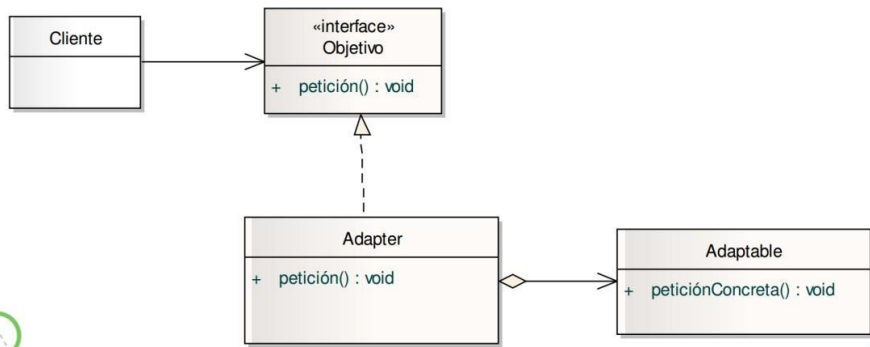 Cliente
«interface»
Objetivo
+ petición() : void
Adapter
+ petición() : void
Adaptable
+ peticiónConcreta() : void